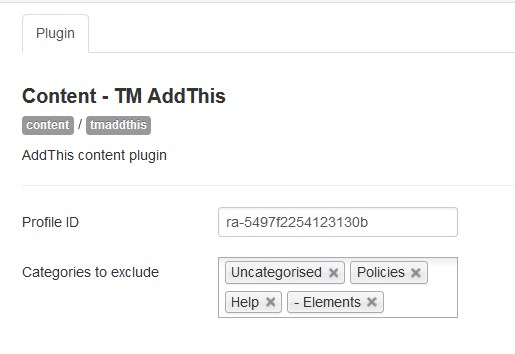 Plugin
Content - TM AddThis
content / tmaddthis
AddThis content plugin
Profile ID ra-5497f2254123130b
Categories to exclude Uncategorised × Policies ×
Help × - Elements ×